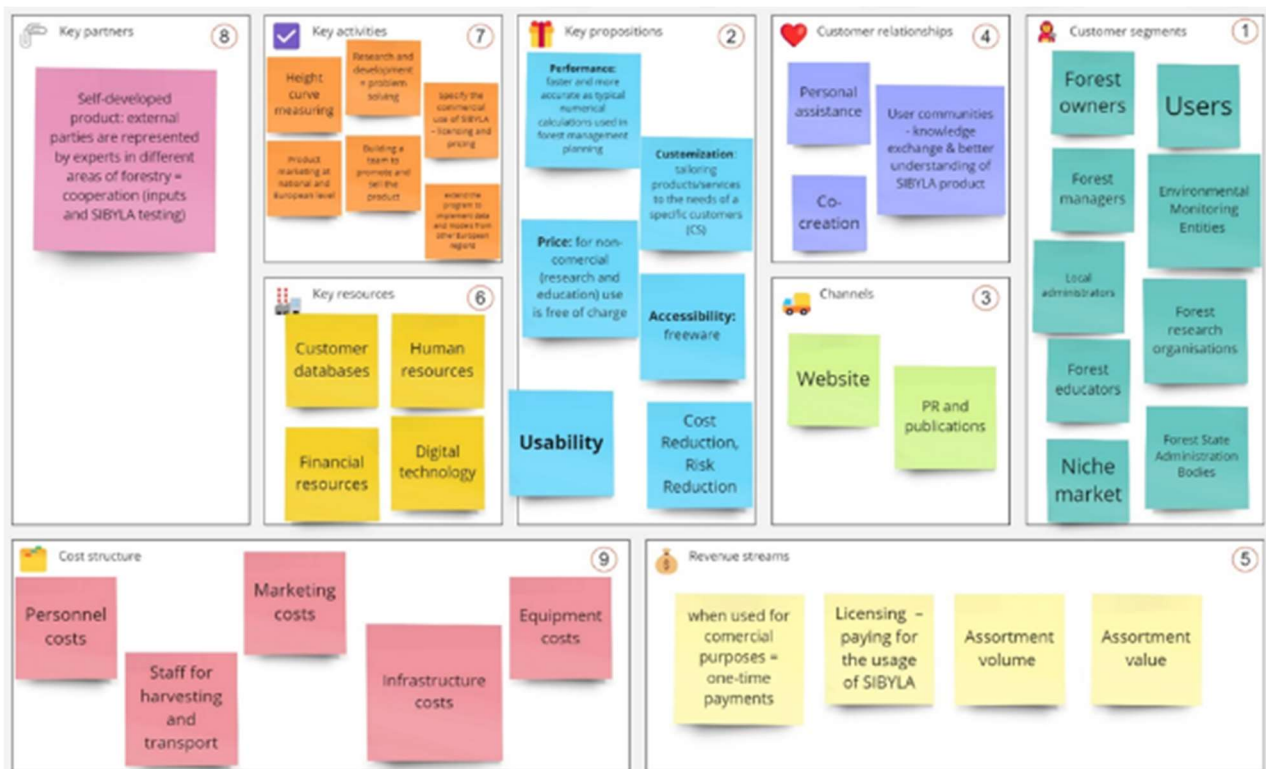 Key partners
8
Self-developed
product: external
parties are represented
by experts in different
areas of forestry =
cooperation (inputs
and SIBYLA testing)
Key activities
7
Height
curve
measuring
Research and
development
= problem
solving
Specify the
commercial
use of SIBYLA
– licensing and
pricing
Product
marketing at
national and
European level
Building a
team to
promote and
sell the
product
extend the
program to
implement data
and models from
other European
regions
Key resources
6
Customer
databases
Human
resources
Financial
resources
Digital
technology
Key propositions
2
Performance:
faster and more
accurate as typical
numerical
calculations used in
forest management
planning
Customization:
tailoring
products/services
to the needs of a
specific customers
(CS)
Price: for non-
comercial
(research and
education) use
is free of charge
Accessibility:
freeware
Usability
Cost
Reduction,
Risk
Reduction
Customer relationships
4
Personal
assistance
User communities
- knowledge
exchange & better
understanding of
SIBYLA product
Co-
creation
Channels
3
Website
PR and
publications
Customer segments
1
Forest
owners
Users
Forest
managers
Environmental
Monitoring
Entities
Local
administrators
Forest
research
organisations
Forest
educators
Niche
market
Forest State
Administration
Bodies
Cost structure
9
Personnel
costs
Staff for
harvesting
and
transport
Marketing
costs
Infrastructure
costs
Equipment
costs
Revenue streams
5
when used for
comercial
purposes =
one-time
payments
Licensing –
paying for
the usage
of SIBYLA
Assortment
volume
Assortment
value